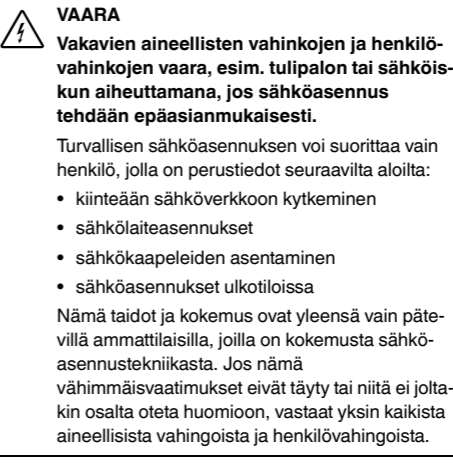 VAARA
Vakavien aineellisten vahinkojen ja henkilö-
vahinkojen vaara, esim. tulipalon tai sähköis-
kun aiheuttamana, jos sähköasennus
tehdään epäasianmukaisesti.
Turvallisen sähköasennuksen voi suorittaa vain
henkilö, jolla on perustiedot seuraavilta aloilta:
• kiinteään sähköverkkoon kytkeminen
• sähkölaiteasennukset
• sähkökaapeleiden asentaminen
• sähköasennukset ulkotiloissa
Nämä taidot ja kokemus ovat yleensä vain päte-
villä ammattilaisilla, joilla on kokemusta sähkö-
asennustekniikasta. Jos nämä
vähimmäisvaatimukset eivät täyty tai niitä ei jolta-
kin osalta oteta huomioon, vastaat yksin kaikista
aineellisista vahingoista ja henkilövahingoista.